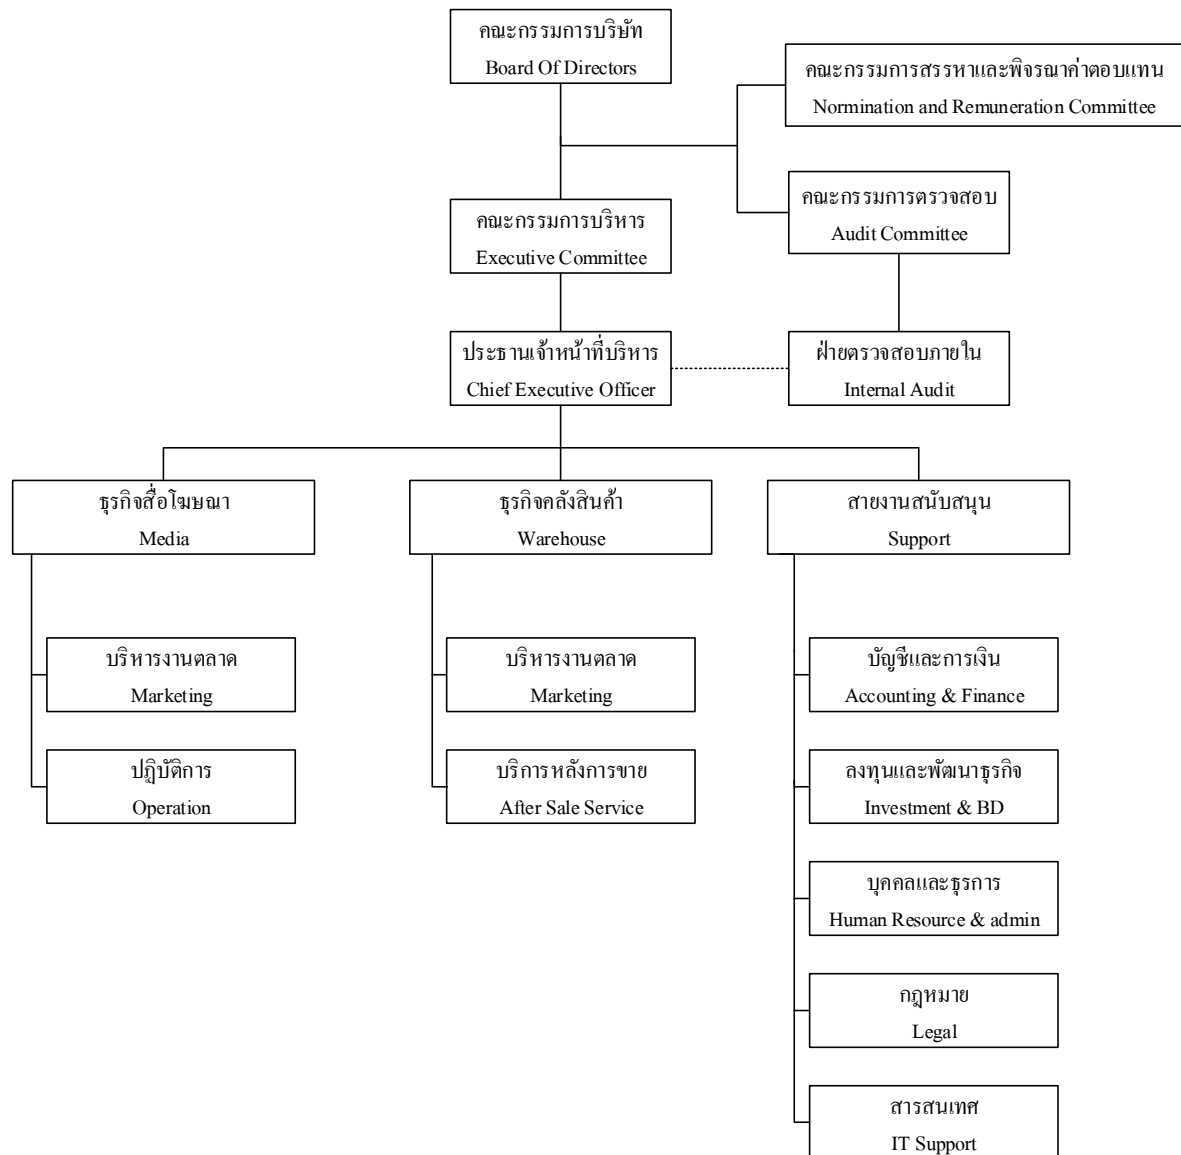 คณะกรรมการบริษัท
Board Of Directors
คณะกรรมการสรรหาและพิจรณาค่าตอบแทน
Normination and Remuneration Committee
คณะกรรมการตรวจสอบ
Audit Committee
คณะกรรมการบริหาร
Executive Committee
ประธานเจ้าหน้าที่บริหาร
Chief Executive Officer
ฝ่ายตรวจสอบภายใน
Internal Audit
ธุรกิจสื่อโฆษณา
Media
ธุรกิจคลังสินค้า
Warehouse
สายงานสนับสนุน
Support
บริหารงานตลาด
Marketing
ปฏิบัติการ
Operation
บริหารงานตลาด
Marketing
บริการหลังการขาย
After Sale Service
บัญชีและการเงิน
Accounting & Finance
ลงทุนและพัฒนาธุรกิจ
Investment & BD
บุคคลและธุรการ
Human Resource & admin
กฎหมาย
Legal
สารสนเทศ
IT Support